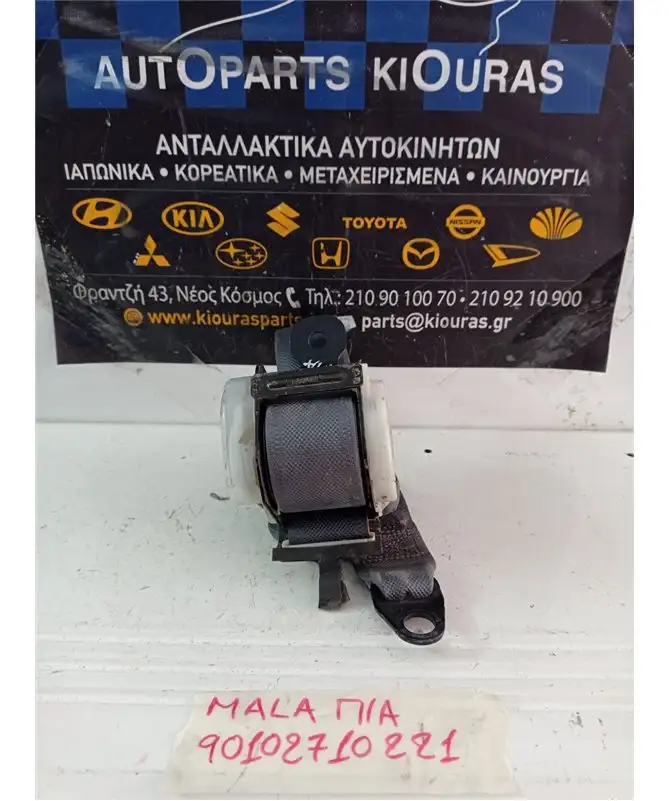 AUTOPARTS KIOURAS
ΑΝΤΑΛΛΑΚΤΙΚΑ ΑΥΤΟΚΙΝΗΤΩΝ
ΙΑΠΩΝΙΚΑ • ΚΟΡΕΑΤΙΚΑ • ΜΕΤΑΧΕΙΡΙΣΜΕΝΑ • ΚΑΙΝΟΥΡΓΙΑ
KIA TOYOTA NISSAN
Φραντζή 43, Νέος Κόσμος Τηλ.: 210 90 100 70 • 210 92 10 900
www.kiourasparts parts@kiouras.gr
MALA ΠΙΑ
90102710221